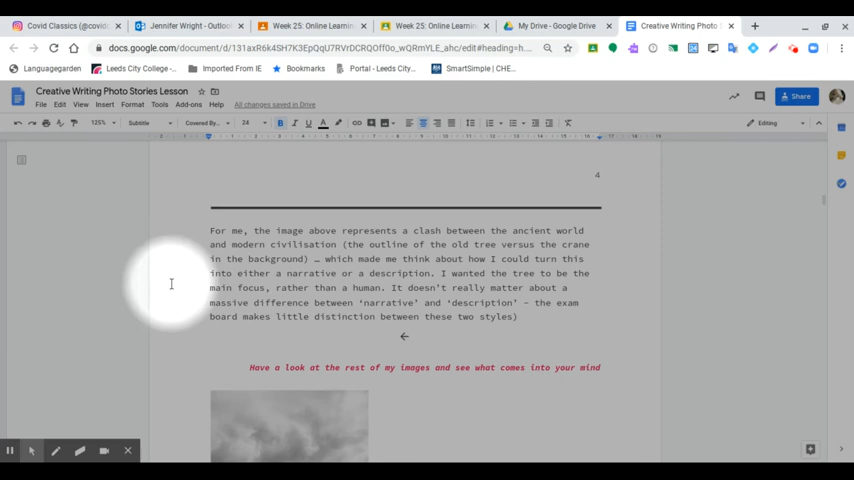 Covid Classics (@covidc
Jennifer Wright - Outlook
Week 25: Online Learnin
Week 25: Online Learnin
My Drive - Google Drive
Creative Writing Photo S
docs.google.com/document/d/131axR6k4SH7K3EpQqU7RVrDCRQOff0o_wQRmYLE_ahc/edit#heading=h...
Languagegarden
Leeds City College -...
Imported From IE
Bookmarks
Portal - Leeds City...
SmartSimple | CHE...
Creative Writing Photo Stories Lesson
File Edit View Insert Format Tools Add-ons Help All changes saved in Drive
Share
125% Subtitle Covered By... 24 B I U A
Editing
4
For me, the image above represents a clash between the ancient world
and modern civilisation (the outline of the old tree versus the crane
in the background) … which made me think about how I could turn this
into either a narrative or a description. I wanted the tree to be the
main focus, rather than a human. It doesn’t really matter about a
massive difference between ‘narrative’ and ‘description’ – the exam
board makes little distinction between these two styles)
Have a look at the rest of my images and see what comes into your mind